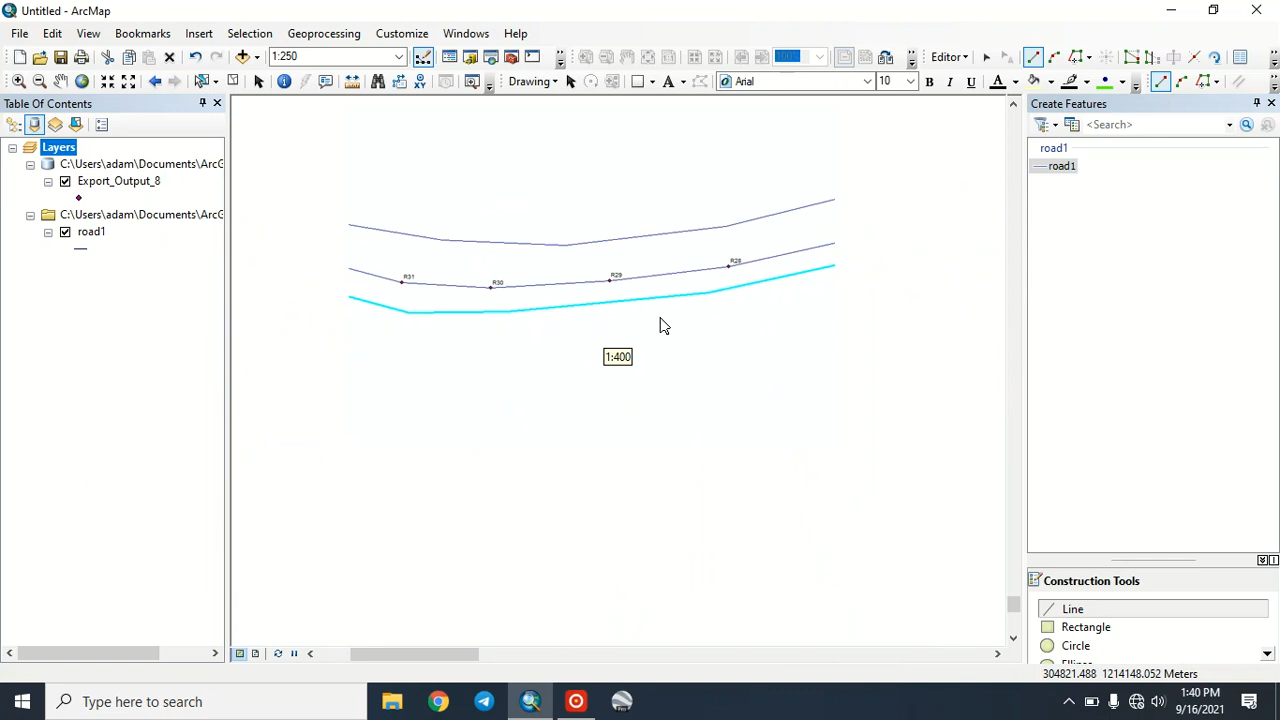 Untitled - ArcMap
File Edit View Bookmarks Insert Selection Geoprocessing Customize Windows Help
1:250 Editor
Drawing Arial 10 B I U A
Table Of Contents
Layers
C:\Users\adam\Documents\ArcG
Export_Output_8
C:\Users\adam\Documents\ArcG
road1
R31
R30
R29
R28
1:400
Create Features
<Search>
road1
road1
Construction Tools
Line
Rectangle
Circle
304821.488 1214148.052 Meters
Type here to search
1:40 PM
9/16/2021